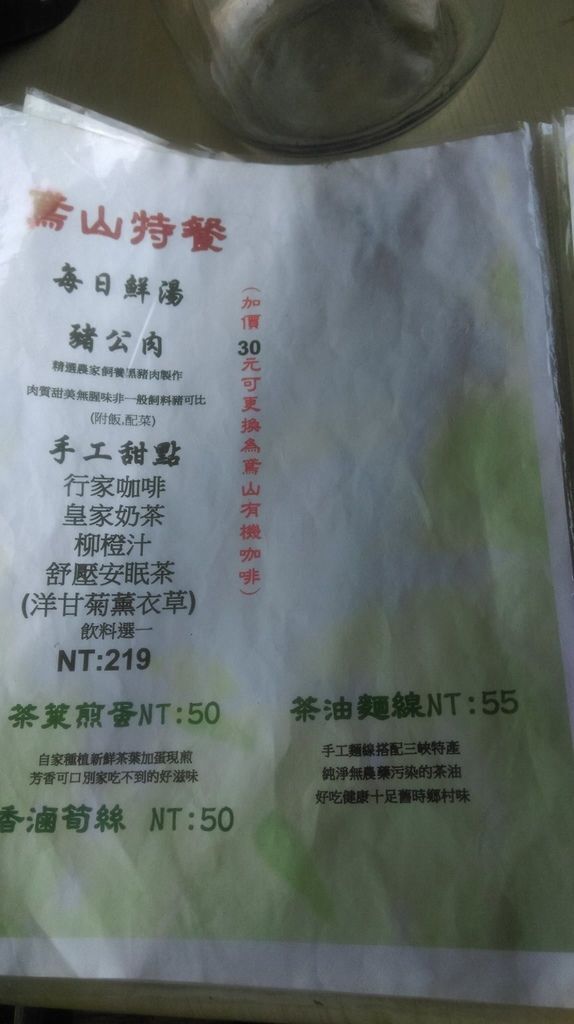 鳶山特餐
每日鮮湯
豬公肉
精選農家飼養黑豬肉製作
肉質甜美無腥味非一般飼料豬可比
(附飯,配菜)
手工甜點
行家咖啡
皇家奶茶
柳橙汁
舒壓安眠茶
(洋甘菊薰衣草)
飲料選一
NT:219
(加價30元可更換為鳶山有機咖啡)
茶葉煎蛋NT:50
自家種植新鮮茶葉加蛋現煎
芳香可口別家吃不到的好滋味
香滷筍絲 NT:50
茶油麵線NT:55
手工麵線搭配三峽特產
純淨無農藥污染的茶油
好吃健康十足舊時鄉村味